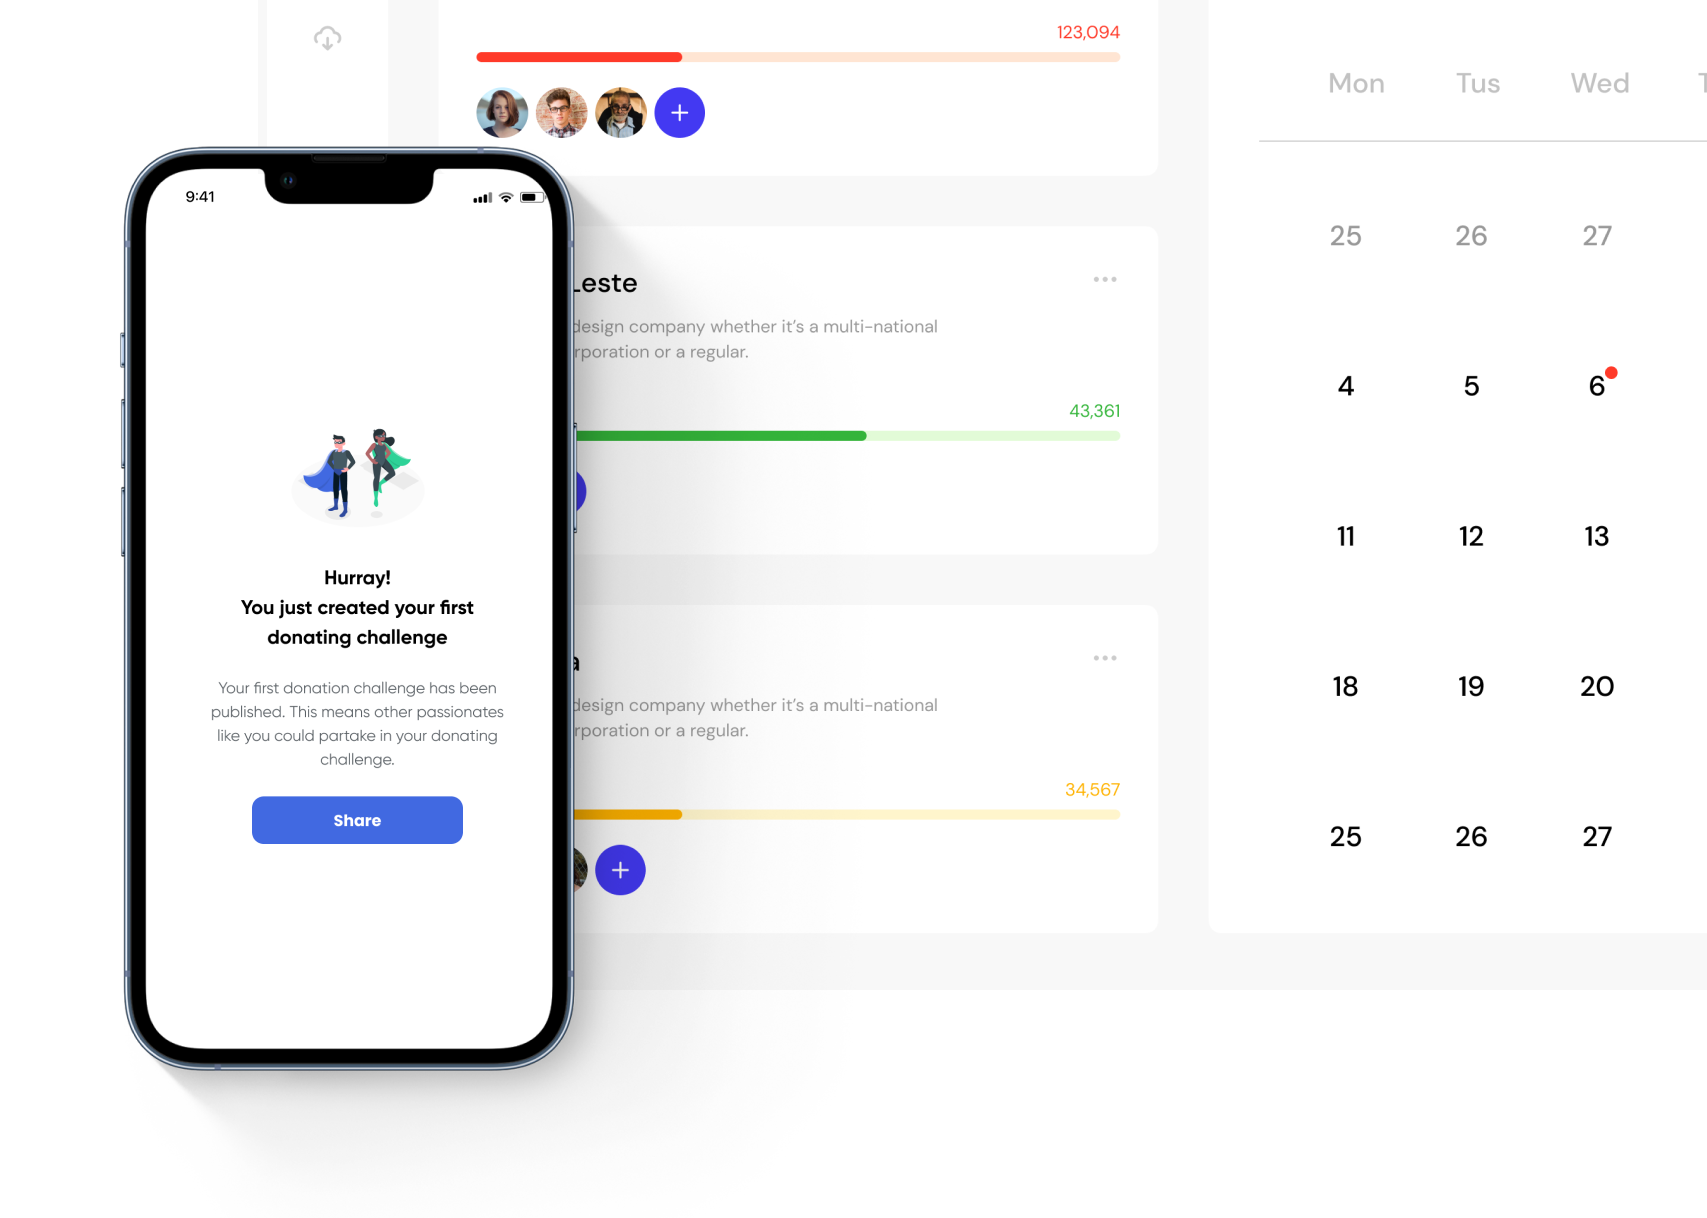 123,094
Mon Tus Wed
9:41
25 26 27
Leste
design company whether it's a multi-national
rporation or a regular.
4 5 6
43,361
11 12 13
Hurray!
You just created your first
donating challenge
a
18 19 20
Your first donation challenge has been
published. This means other passionates
like you could partake in your donating
challenge.
design company whether it's a multi-national
rporation or a regular.
34,567
Share
25 26 27